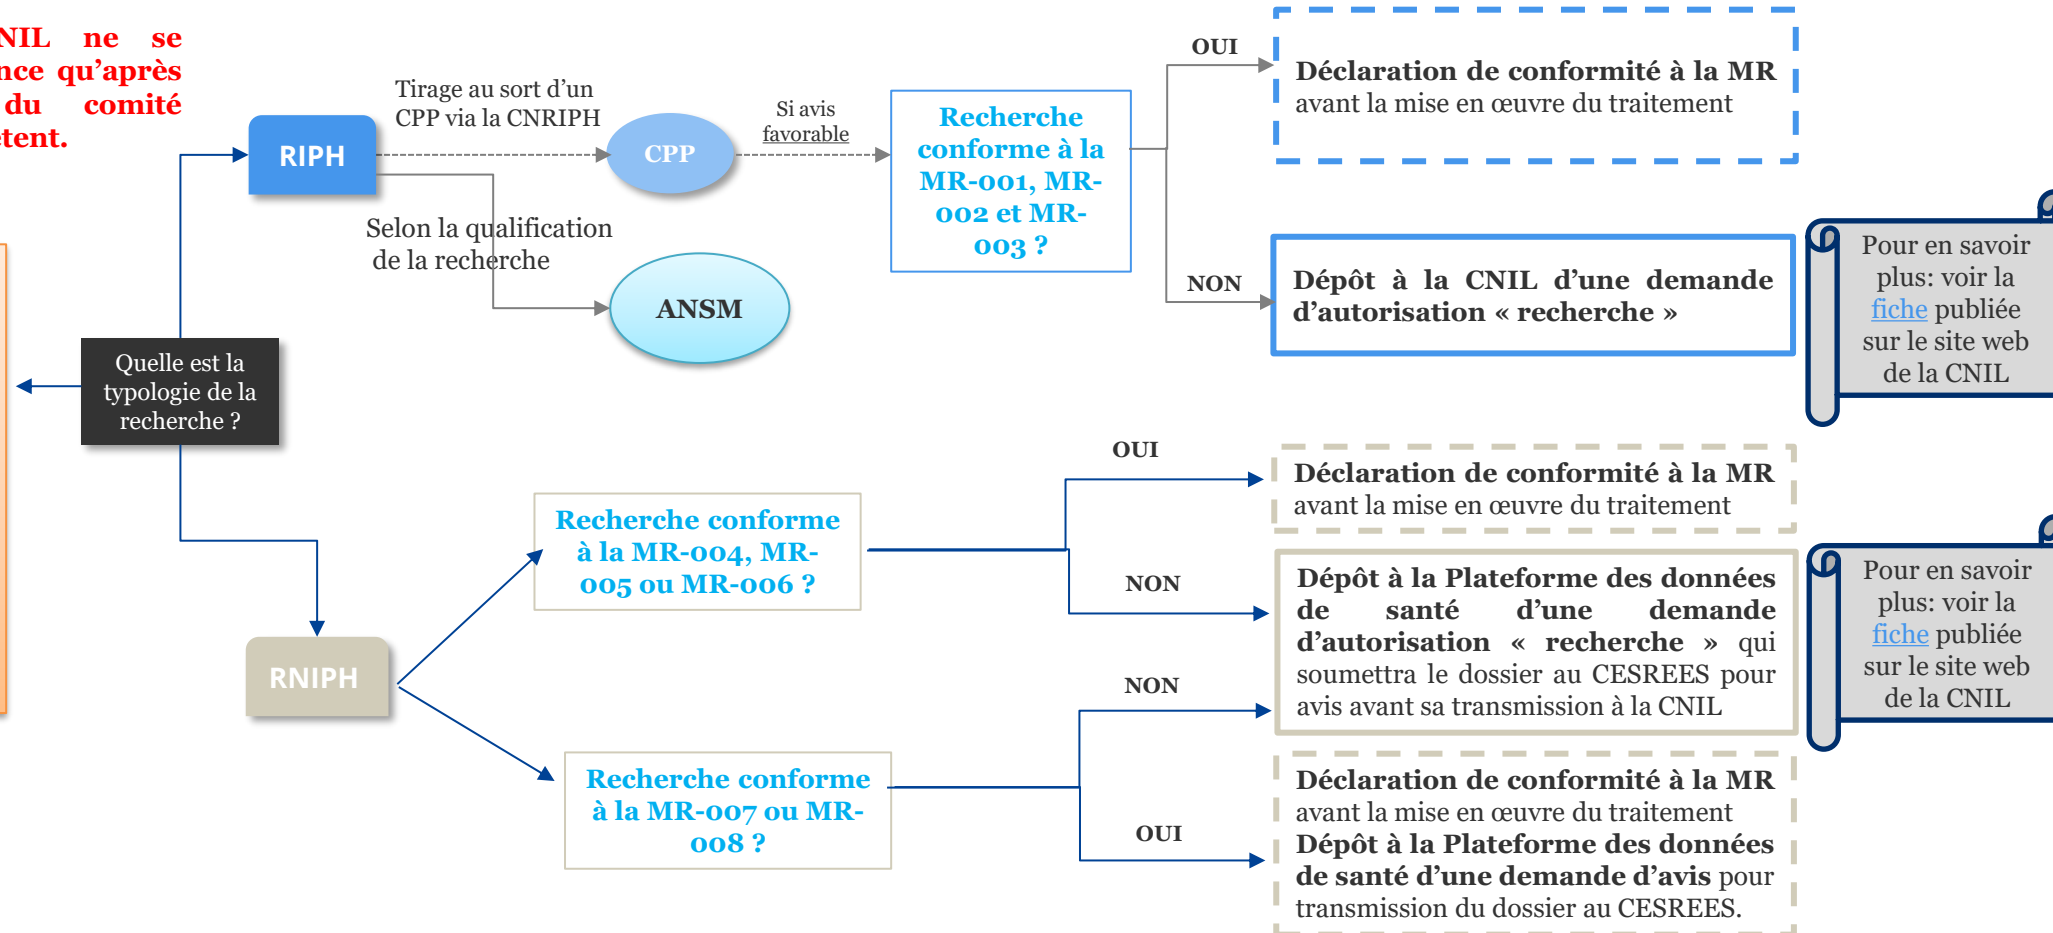 NIL ne se
nce qu'après
du comité
tent.
Quelle est la
typologie de la
recherche ?
RIPH
Tirage au sort d'un
CPP via la CNRIPH
CPP
Si avis
favorable
Selon la qualification
de la recherche
ANSM
Recherche
conforme à la
MR-001, MR-
002 et MR-
003 ?
OUI
Déclaration de conformité à la MR
avant la mise en œuvre du traitement
NON
Dépôt à la CNIL d'une demande
d'autorisation « recherche »
Pour en savoir
plus: voir la
fiche publiée
sur le site web
de la CNIL
RNIPH
Recherche conforme
à la MR-004, MR-
005 ou MR-006 ?
OUI
Déclaration de conformité à la MR
avant la mise en œuvre du traitement
NON
Dépôt à la Plateforme des données
de santé d'une demande
d'autorisation « recherche » qui
soumettra le dossier au CESREES pour
avis avant sa transmission à la CNIL
Pour en savoir
plus: voir la
fiche publiée
sur le site web
de la CNIL
Recherche conforme
à la MR-007 ou MR-
008 ?
NON
OUI
Déclaration de conformité à la MR
avant la mise en œuvre du traitement
Dépôt à la Plateforme des données
de santé d'une demande d'avis pour
transmission du dossier au CESREES.